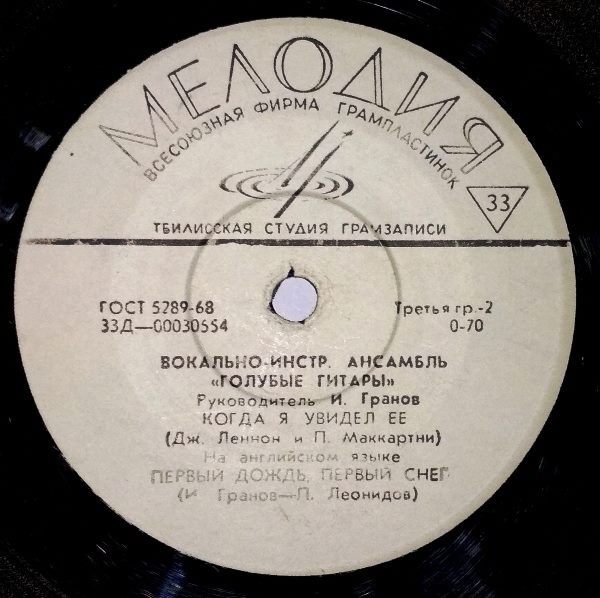 МЕЛОДИЯ
ВСЕСОЮЗНАЯ ФИРМА ГРАМПЛАСТИНОК
33
ТБИЛИССКАЯ СТУДИЯ ГРАМЗАПИСИ
ГОСТ 5289-68 Третья гр.-2
33Д—00030554 0-70
ВОКАЛЬНО-ИНСТР. АНСАМБЛЬ
«ГОЛУБЫЕ ГИТАРЫ»
Руководитель И. Гранов
КОГДА Я УВИДЕЛ ЕЕ
(Дж. Леннон и П. Маккартни)
На английском языке
ПЕРВЫЙ ДОЖДЬ, ПЕРВЫЙ СНЕГ
(И Гранов—Л. Леонидов)